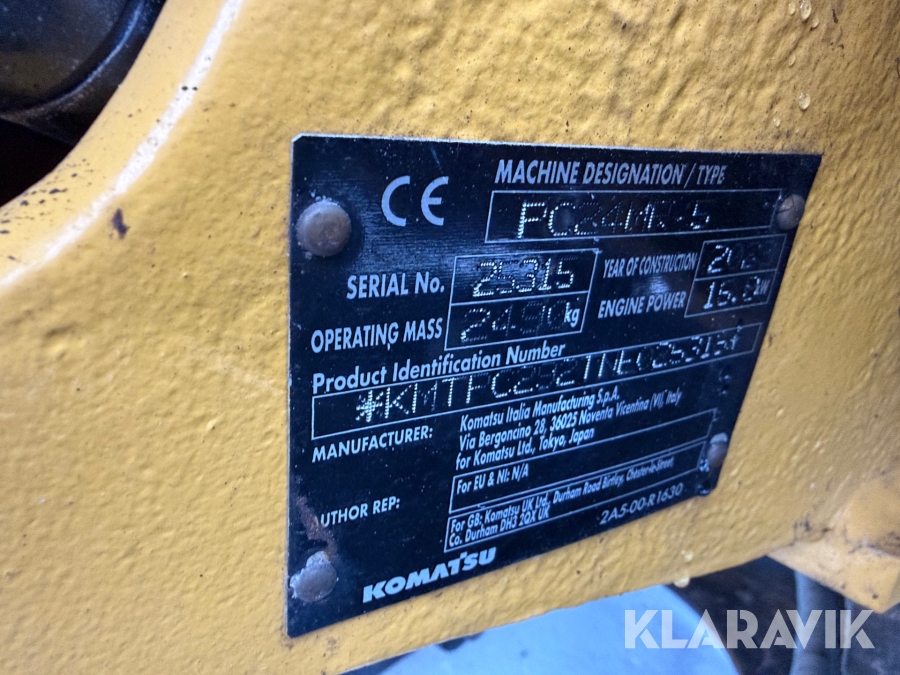 CE
MACHINE DESIGNATION / TYPE
PC24MR-5
SERIAL No. 25315
YEAR OF CONSTRUCTION
OPERATING MASS 2490 kg
ENGINE POWER 15.8 kW
Product Identification Number
MANUFACTURER:
Komatsu Italia Manufacturing S.p.A.
Via Bergoncino 28, 36025 Noventa Vicentina (VI), Italy
for Komatsu Ltd., Tokyo, Japan
UTHOR REP:
For EU & NI: N/A
For GB: Komatsu UK Ltd., Durham Road Birtley, Chester-le-Street,
Co. Durham DH3 2QX UK
2A5-00-R1630
KOMATSU
KLARAVIK